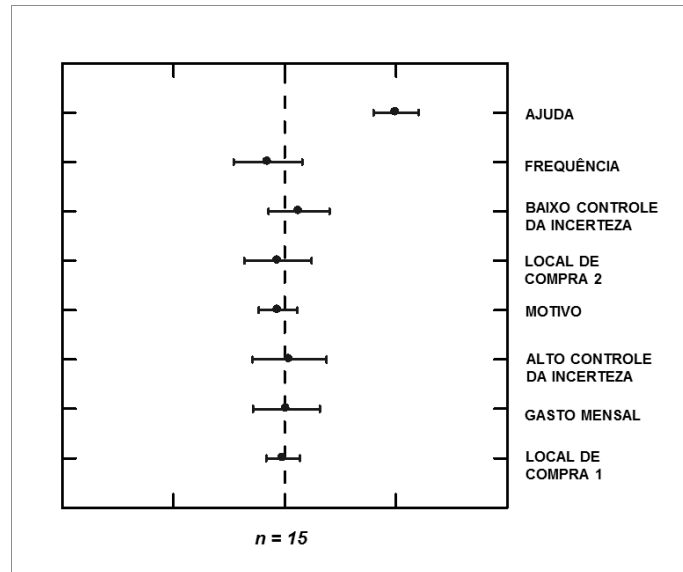 AJUDA
FREQUÊNCIA
BAIXO CONTROLE
DA INCERTEZA
LOCAL DE
COMPRA 2
MOTIVO
ALTO CONTROLE
DA INCERTEZA
GASTO MENSAL
LOCAL DE
COMPRA 1
n = 15